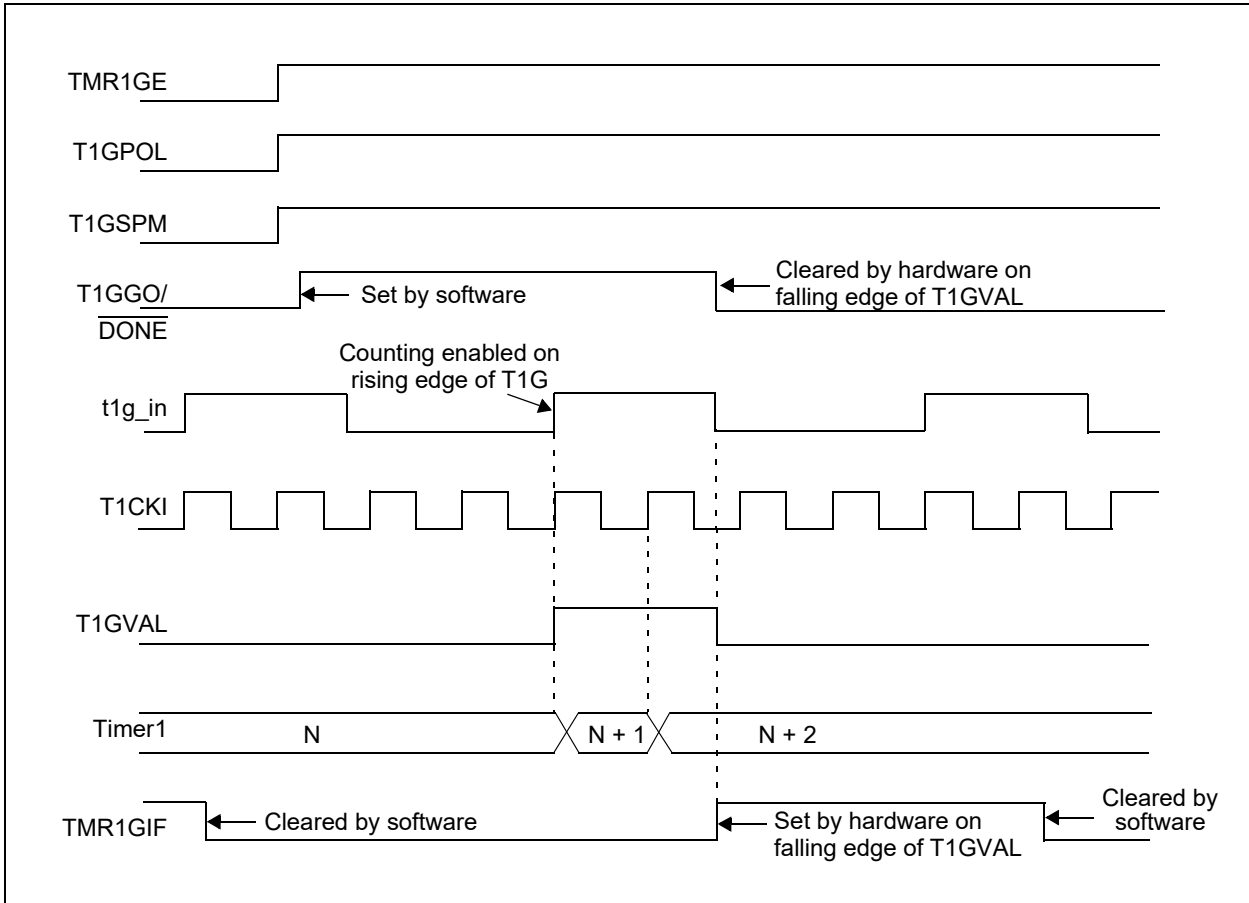 TMR1GE
T1GPOL
T1GSPM
T1GGO/
DONE
Set by software
Cleared by hardware on
falling edge of T1GVAL
Counting enabled on
rising edge of T1G
t1g_in
T1CKI
T1GVAL
Timer1
N
N + 1
N + 2
TMR1GIF
Cleared by software
Set by hardware on
falling edge of T1GVAL
Cleared by
software